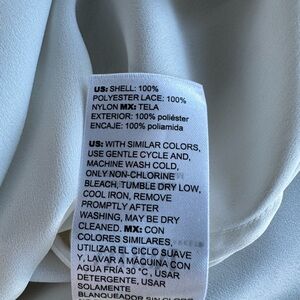 US: SHELL: 100%
POLYESTER LACE: 100%
NYLON MX: TELA
EXTERIOR: 100% poliéster
ENCAJE: 100% poliamida
US: WITH SIMILAR COLORS,
USE GENTLE CYCLE AND,
MACHINE WASH COLD,
ONLY NON-CHLORINE
BLEACH, TUMBLE DRY LOW,
COOL IRON, REMOVE
PROMPTLY AFTER
WASHING, MAY BE DRY
CLEANED. MX: CON
COLORES SIMILARES,
UTILIZAR EL CICLO SUAVE
Y, LAVAR A MÁQUINA CON
AGUA FRÍA 30 °C, USAR
DETERGENTE, USAR
SOLAMENTE
BLANQUEADOR SIN CLORO